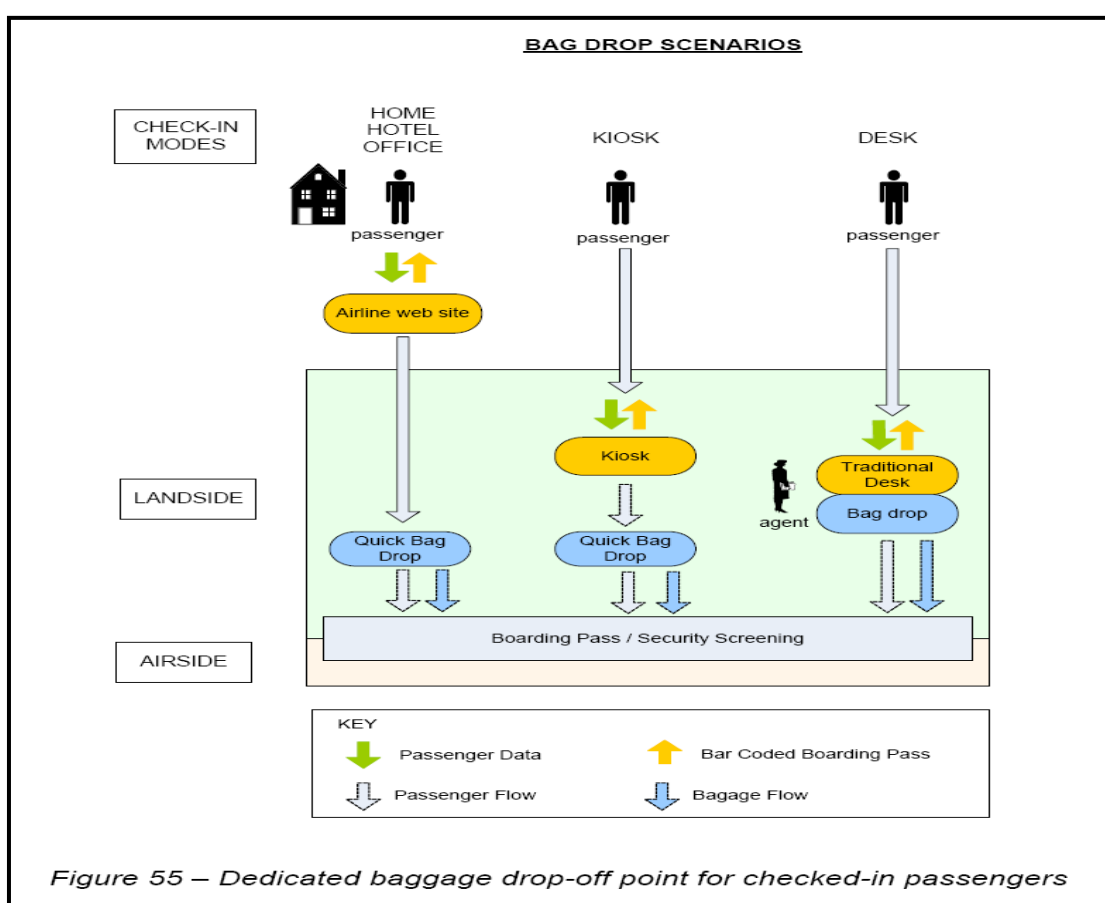 BAG DROP SCENARIOS
CHECK-IN
MODES
HOME
HOTEL
OFFICE
KIOSK
DESK
passenger
passenger
passenger
Airline web site
LANDSIDE
Kiosk
Traditional
Desk
agent
Bag drop
Quick Bag
Drop
Quick Bag
Drop
Boarding Pass / Security Screening
AIRSIDE
KEY
Passenger Data
Bar Coded Boarding Pass
Passenger Flow
Bagage Flow
Figure 55 – Dedicated baggage drop-off point for checked-in passengers